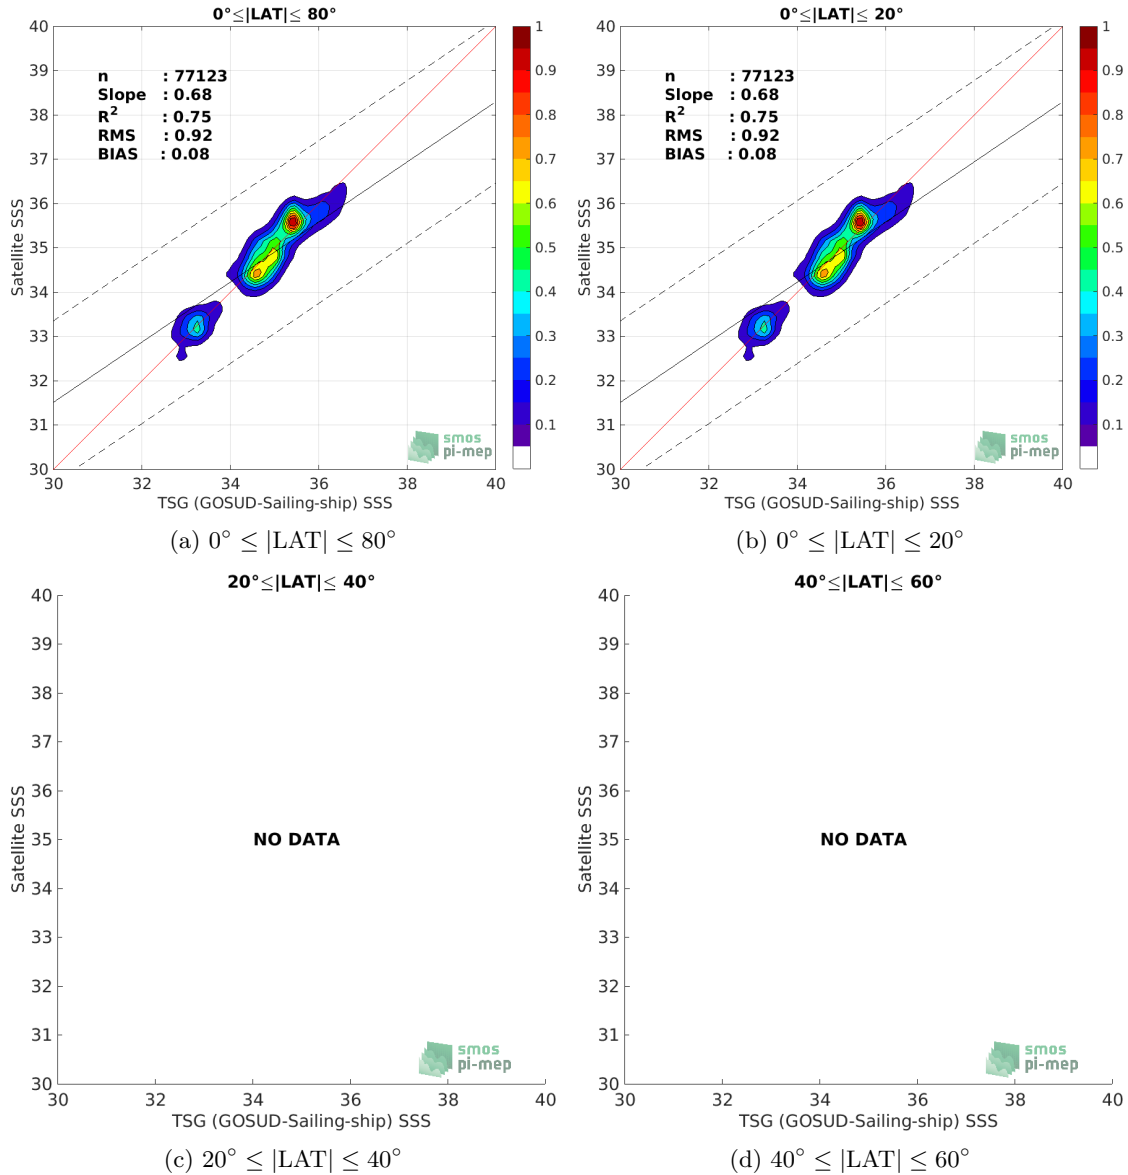 0°≤|LAT|≤ 80°
40
39
38
37
36
35
34
33
32
31
30
Satellite SSS
n : 77123
Slope : 0.68
R² : 0.75
RMS : 0.92
BIAS : 0.08
smos
pi-mep
30 32 34 36 38 40
TSG (GOSUD-Sailing-ship) SSS
1
0.9
0.8
0.7
0.6
0.5
0.4
0.3
0.2
0.1
(a) 0° ≤ |LAT| ≤ 80°
0°≤|LAT|≤ 20°
40
39
38
37
36
35
34
33
32
31
30
Satellite SSS
n : 77123
Slope : 0.68
R² : 0.75
RMS : 0.92
BIAS : 0.08
smos
pi-mep
30 32 34 36 38 40
TSG (GOSUD-Sailing-ship) SSS
1
0.9
0.8
0.7
0.6
0.5
0.4
0.3
0.2
0.1
(b) 0° ≤ |LAT| ≤ 20°
20°≤|LAT|≤ 40°
40
39
38
37
36
35
34
33
32
31
30
Satellite SSS
NO DATA
smos
pi-mep
30 32 34 36 38 40
TSG (GOSUD-Sailing-ship) SSS
(c) 20° ≤ |LAT| ≤ 40°
40°≤|LAT|≤ 60°
40
39
38
37
36
35
34
33
32
31
30
Satellite SSS
NO DATA
smos
pi-mep
30 32 34 36 38 40
TSG (GOSUD-Sailing-ship) SSS
(d) 40° ≤ |LAT| ≤ 60°